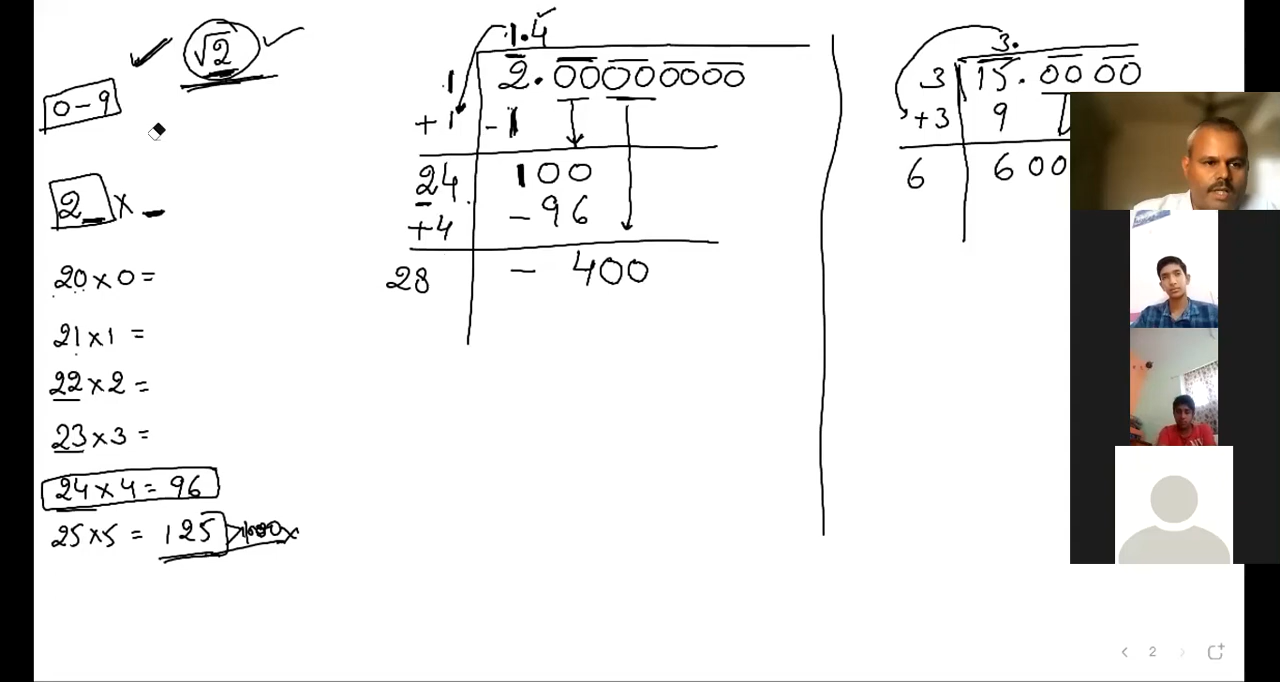 √2
0-9
2_ x _
20 x 0 =
21 x 1 =
22 x 2 =
23 x 3 =
24 x 4 = 96
25 x 5 = 125 >
1.4
1 2.00000000
+1 -1
24 100
+4 -96
28 - 400
3.
3 15.0000
+3 9
6 600
2